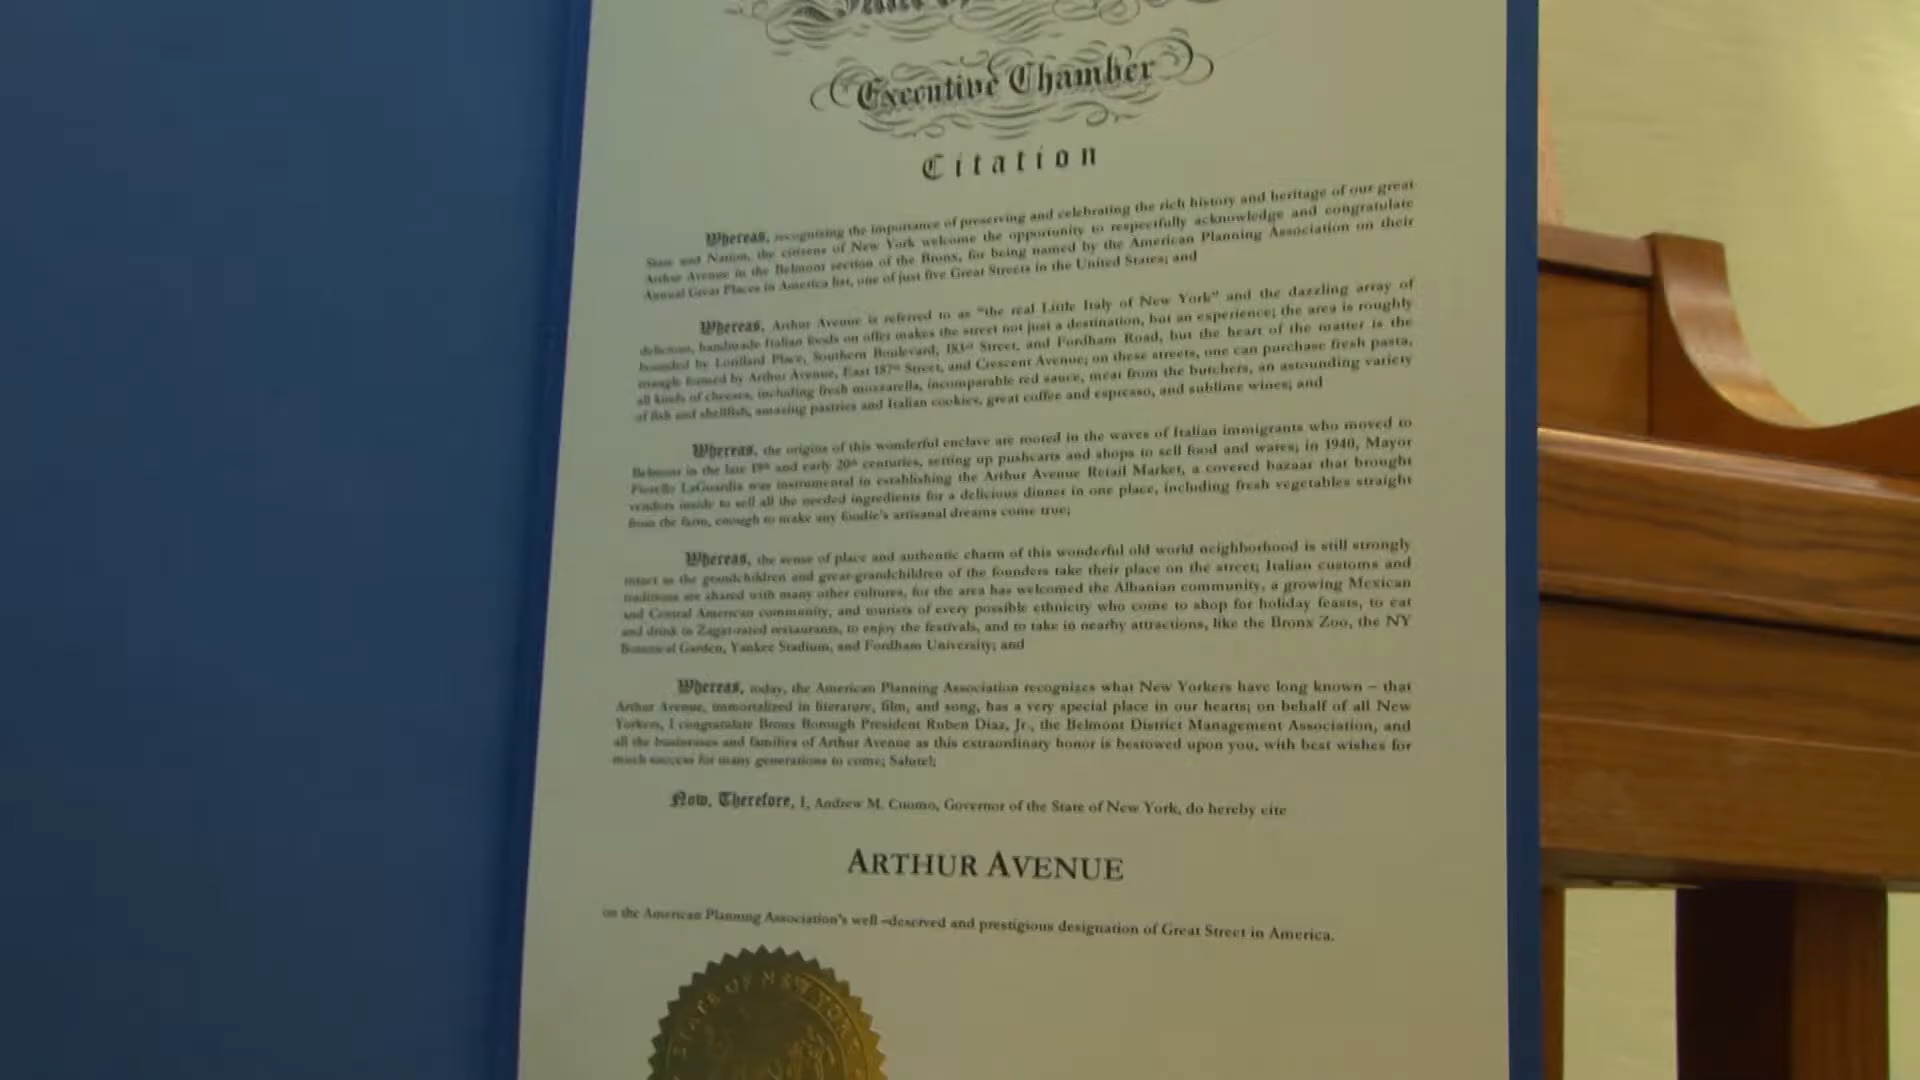 State of
Executive Chamber
Citation
Whereas, recognizing the importance of preserving and celebrating the rich history and heritage of our great
State and Nation, the citizens of New York welcome the opportunity to respectfully acknowledge and congratulate
Arthur Avenue in the Belmont section of the Bronx, for being named by the American Planning Association on their
Annual Great Places in America list, one of just five Great Streets in the United States; and
Whereas, Arthur Avenue is referred to as "the real Little Italy of New York" and the dazzling array of
delicious, handmade Italian foods on offer makes the street not just a destination, but an experience; the area is roughly
bounded by Lorillard Place, Southern Boulevard, 183rd Street, and Fordham Road, but the heart of the matter is the
triangle formed by Arthur Avenue, East 187th Street, and Crescent Avenue; on these streets, one can purchase fresh pasta,
all kinds of cheeses, including fresh mozzarella, incomparable red sauce, meat from the butchers, an astounding variety
of fish and shellfish, amazing pastries and Italian cookies, great coffee and espresso, and sublime wines; and
Whereas, the origins of this wonderful enclave are rooted in the waves of Italian immigrants who moved to
Belmont in the late 19th and early 20th centuries, setting up pushcarts and shops to sell food and wares; in 1940, Mayor
Fiorello LaGuardia was instrumental in establishing the Arthur Avenue Retail Market, a covered bazaar that brought
vendors inside to sell all the needed ingredients for a delicious dinner in one place, including fresh vegetables straight
from the farm, enough to make any foodie's artisanal dreams come true;
Whereas, the sense of place and authentic charm of this wonderful old world neighborhood is still strongly
intact as the grandchildren and great-grandchildren of the founders take their place on the street; Italian customs and
traditions are shared with many other cultures, for the area has welcomed the Albanian community, a growing Mexican
and Central American community, and tourists of every possible ethnicity who come to shop for holiday feasts, to eat
and drink in Zagat-rated restaurants, to enjoy the festivals, and to take in nearby attractions, like the Bronx Zoo, the NY
Botanical Garden, Yankee Stadium, and Fordham University; and
Whereas, today, the American Planning Association recognizes what New Yorkers have long known – that
Arthur Avenue, immortalized in literature, film, and song, has a very special place in our hearts; on behalf of all New
Yorkers, I congratulate Bronx Borough President Ruben Diaz, Jr., the Belmont District Management Association, and
all the businesses and families of Arthur Avenue as this extraordinary honor is bestowed upon you, with best wishes for
much success for many generations to come; Salute!;
Now, Therefore, I, Andrew M. Cuomo, Governor of the State of New York, do hereby cite
ARTHUR AVENUE
on the American Planning Association's well –deserved and prestigious designation of Great Street in America.
STATE OF NEW YORK